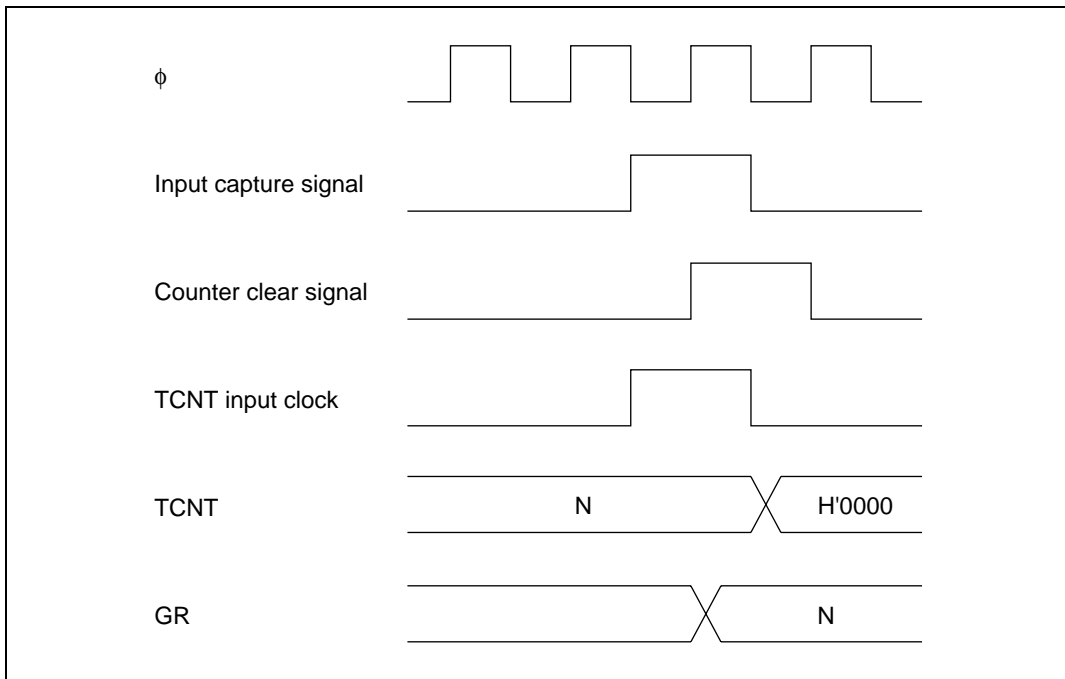 ϕ
Input capture signal
Counter clear signal
TCNT input clock
TCNT N H'0000
GR N